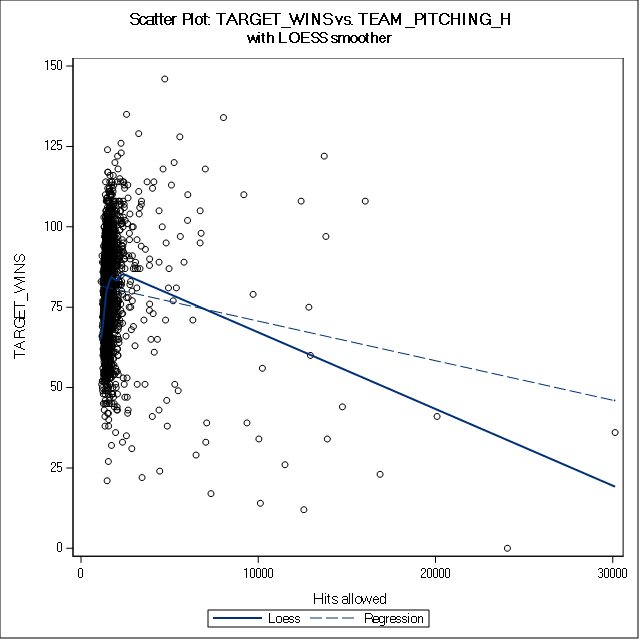 Scatter Plot: TARGET_WINS vs. TEAM_PITCHING_H
with LOESS smoother
150
125
100
75
50
25
0
TARGET_WINS
0 10000 20000 30000
Hits allowed
Loess Regression